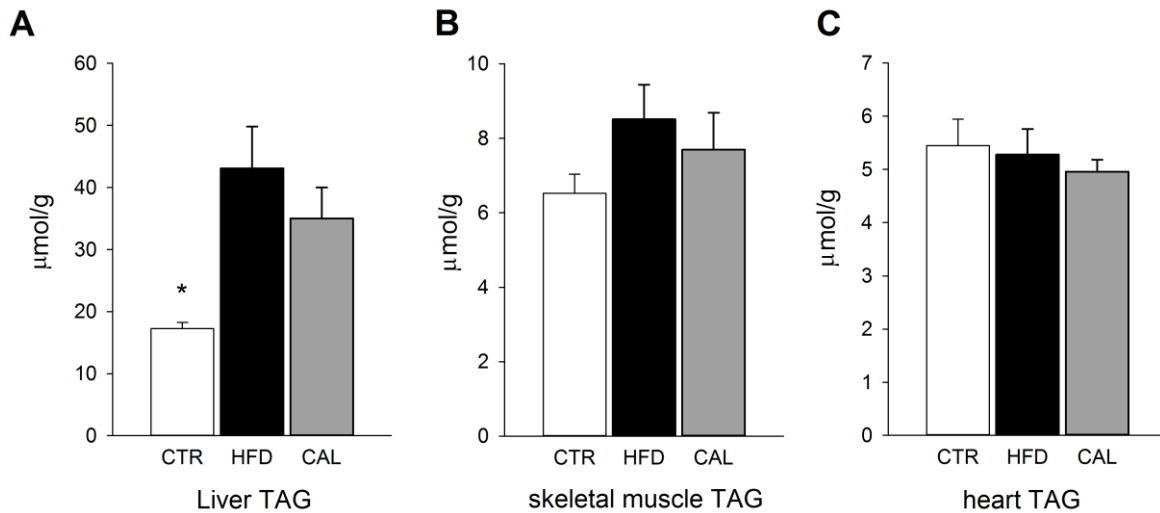 A
B
C
60
50
40
30
20
10
0
μmol/g
*
CTR HFD CAL
Liver TAG
10
8
6
4
2
0
μmol/g
CTR HFD CAL
skeletal muscle TAG
7
6
5
4
3
2
1
0
μmol/g
CTR HFD CAL
heart TAG